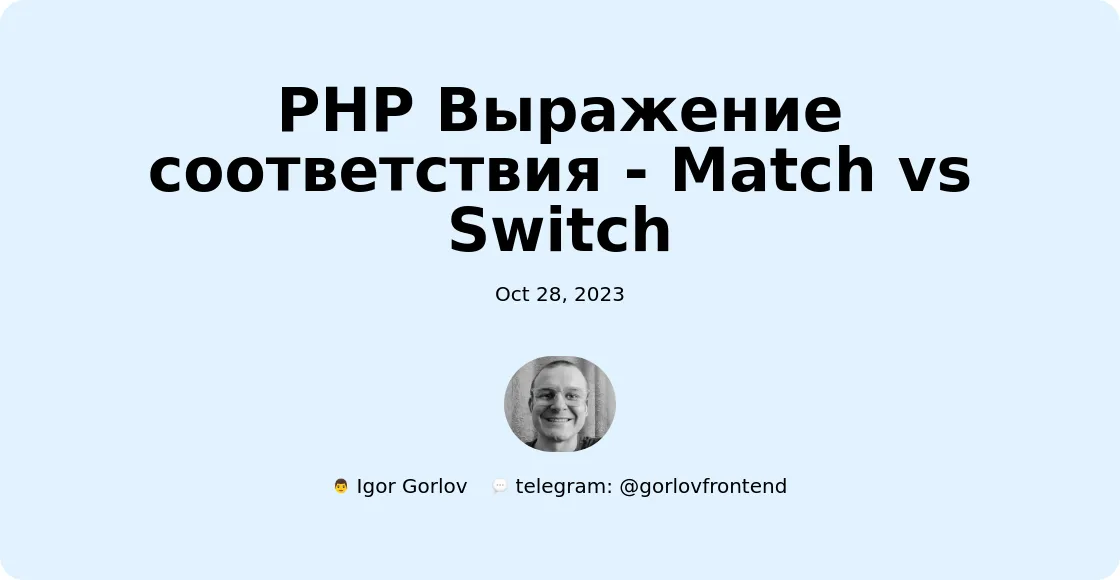 PHP Выражение
соответствия - Match vs
Switch
Oct 28, 2023
Igor Gorlov telegram: @gorlovfrontend